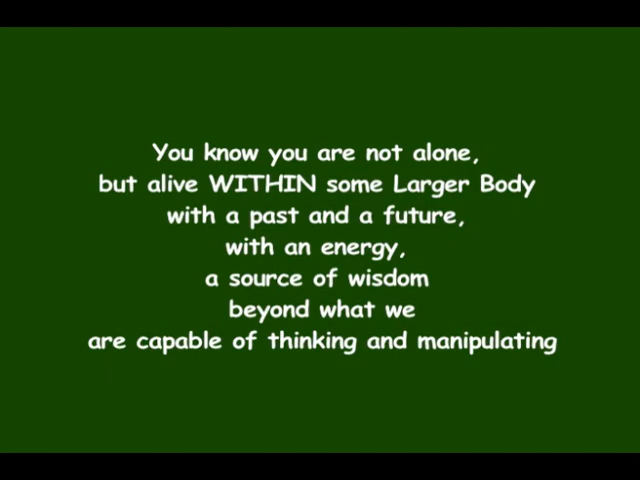 You know you are not alone,
but alive WITHIN some Larger Body
with a past and a future,
with an energy,
a source of wisdom
beyond what we
are capable of thinking and manipulating